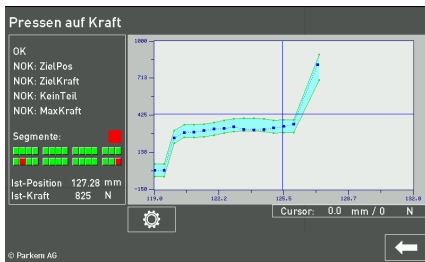 Pressen auf Kraft
OK
NOK: ZielPos
NOK: ZielKraft
NOK: KeinTeil
NOK: MaxKraft
Segmente:
Ist-Position 127.28 mm
Ist-Kraft 825 N
1000
713
425
138
-150
119.0 122.2 125.5 128.7 132.0
Cursor: 0.0 mm / 0 N
© Parkem AG